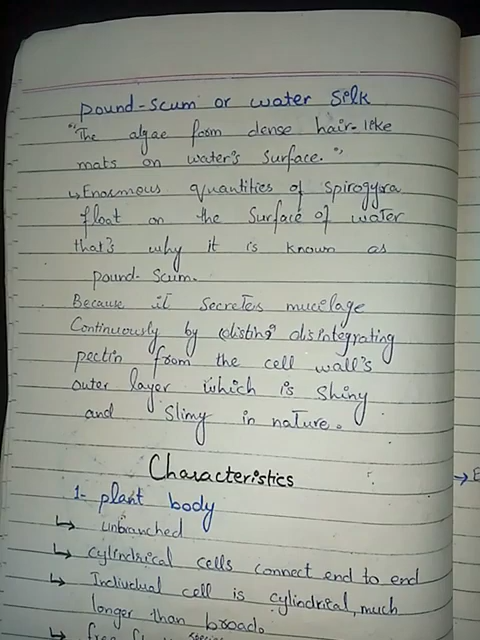 pound-scum or water Silk
"The algae form dense hair-like
mats on water's surface."
↳ Enormous quantities of spirogyra
float on the Surface of water
that's why it is known as
pound-Scum.
Because it secretes mucelage
Continuously by disintegrating
pectin from the cell wall's
outer layer which is Shiny
and Slimy in nature.
Characteristics
1- plant body
↳ unbranched
↳ cylindrical cells connect end to end
↳ Individual cell is cylindrical, much
longer than broad.
species